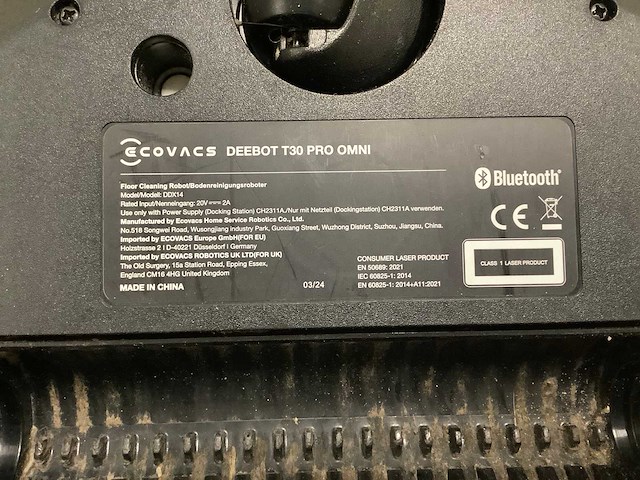 ECOVACS DEEBOT T30 PRO OMNI
Floor Cleaning Robot/Bodenreinigungsroboter
Model/Modell: DDX14
Rated Input/Nenneingang: 20V⎓2A
Use only with Power Supply (Docking Station) CH2311A./Nur mit Netzteil (Dockingstation) CH2311A verwenden.
Manufactured by Ecovacs Home Service Robotics Co., Ltd.
No.518 Songwei Road, Wusongjiang Industry Park, Guoxiang Street, Wuzhong District, Suzhou, Jiangsu, China.
Imported by ECOVACS Europe GmbH(FOR EU)
Holzstrasse 2 I D-40221 Düsseldorf I Germany
Imported by ECOVACS ROBOTICS UK LTD(FOR UK)
The Old Surgery, 15a Station Road, Epping Essex,
England CM16 4HG United Kingdom
MADE IN CHINA
03/24
CONSUMER LASER PRODUCT
EN 50689: 2021
IEC 60825-1: 2014
EN 60825-1: 2014+A11:2021
Bluetooth®
CE
CLASS 1 LASER PRODUCT